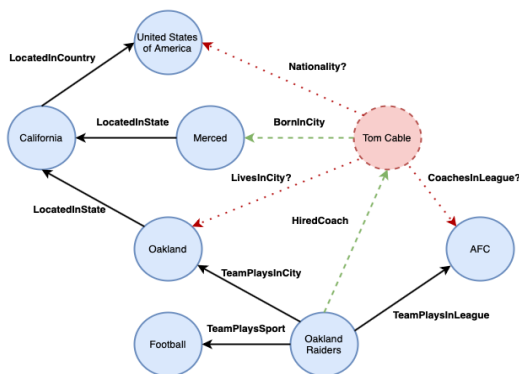 United States
of America
LocatedInCountry
Nationality?
LocatedInState
BornInCity
California
Merced
Tom Cable
LivesInCity?
CoachesInLeague?
LocatedInState
HiredCoach
Oakland
AFC
TeamPlaysInCity
TeamPlaysInLeague
Football
TeamPlaysSport
Oakland
Raiders